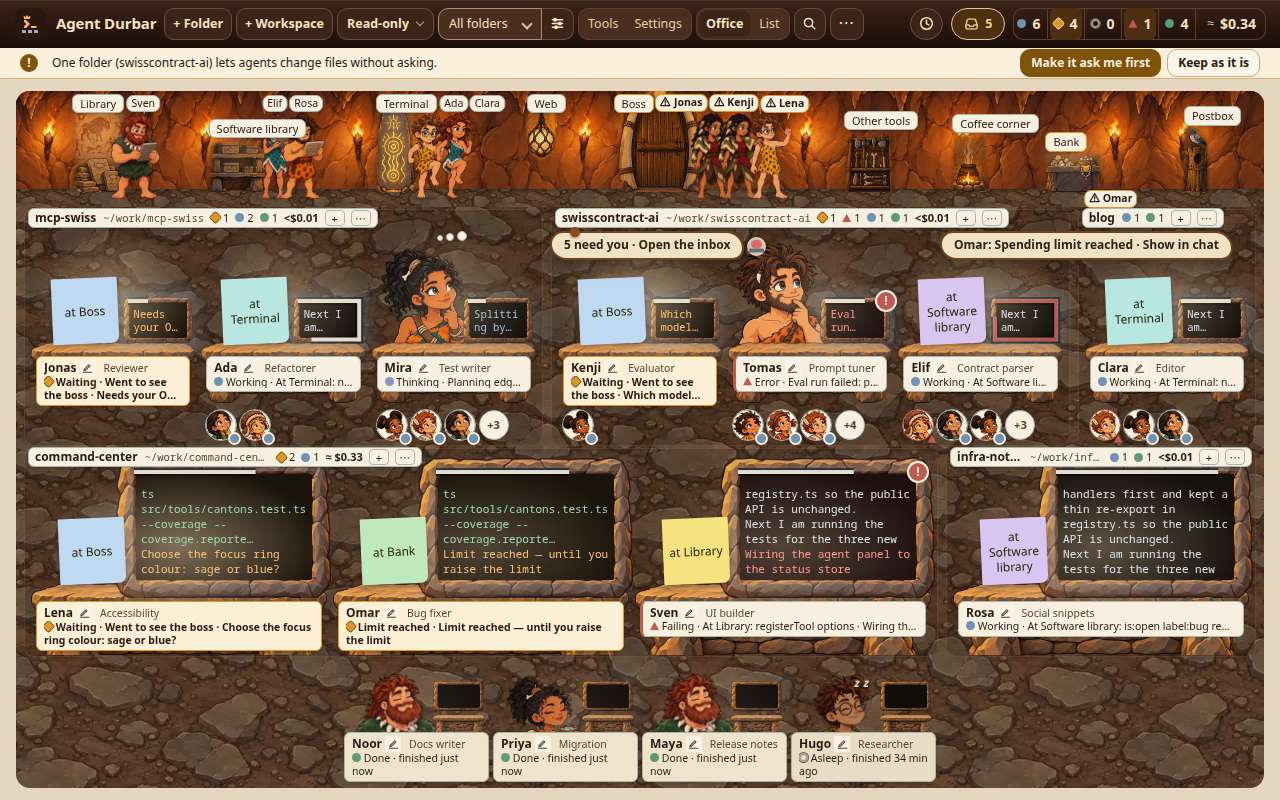 Agent Durbar
+ Folder
+ Workspace
Read-only
All folders
Tools
Settings
Office
List
5
6
4
0
1
4
≈ $0.34
One folder (swisscontract-ai) lets agents change files without asking.
Make it ask me first
Keep as it is
Library
Sven
Elif
Rosa
Software library
Terminal
Ada
Clara
Web
Boss
Jonas
Kenji
Lena
Other tools
Coffee corner
Bank
Postbox
Omar
mcp-swiss ~/work/mcp-swiss 1 2 1 <$0.01 + ...
swisscontract-ai ~/work/swisscontract-ai 1 1 1 1 <$0.01 + ...
blog 1 1 + ...
5 need you · Open the inbox
Omar: Spending limit reached · Show in chat
at Boss
Needs
your O…
at
Terminal
Next I
am…
Splitti
ng by…
at Boss
Which
model…
Eval
run…
!
at
Software
library
Next I
am…
at
Terminal
Next I
am…
Jonas Reviewer
Waiting · Went to see
the boss · Needs your O…
Ada Refactorer
Working · At Terminal: n…
Mira Test writer
Thinking · Planning edg…
Kenji Evaluator
Waiting · Went to see
the boss · Which model…
Tomas Prompt tuner
Error · Eval run failed: p…
Elif Contract parser
Working · At Software li…
Clara Editor
Working · At Terminal: n…
+3
+4
+3
command-center ~/work/command-cen… 2 1 ≈ $0.33 + ...
infra-not… ~/work/inf… 1 1 <$0.01 + ...
at Boss
ts
src/tools/cantons.test.ts
--coverage --
coverage.reporte…
Choose the focus ring
colour: sage or blue?
at Bank
ts
src/tools/cantons.test.ts
--coverage --
coverage.reporte…
Limit reached — until you
raise the limit
at Library
registry.ts so the public
API is unchanged.
Next I am running the
tests for the three new
Wiring the agent panel to
the status store
!
at
Software
library
handlers first and kept a
thin re-export in
registry.ts so the public
API is unchanged.
Next I am running the
tests for the three new
Lena Accessibility
Waiting · Went to see the boss · Choose the focus
ring colour: sage or blue?
Omar Bug fixer
Limit reached · Limit reached — until you raise
the limit
Sven UI builder
Failing · At Library: registerTool options · Wiring th…
Rosa Social snippets
Working · At Software library: is:open label:bug re…
z z
Noor Docs writer
Done · finished just
now
Priya Migration
Done · finished just
now
Maya Release notes
Done · finished just
now
Hugo Researcher
Asleep · finished 34 min
ago